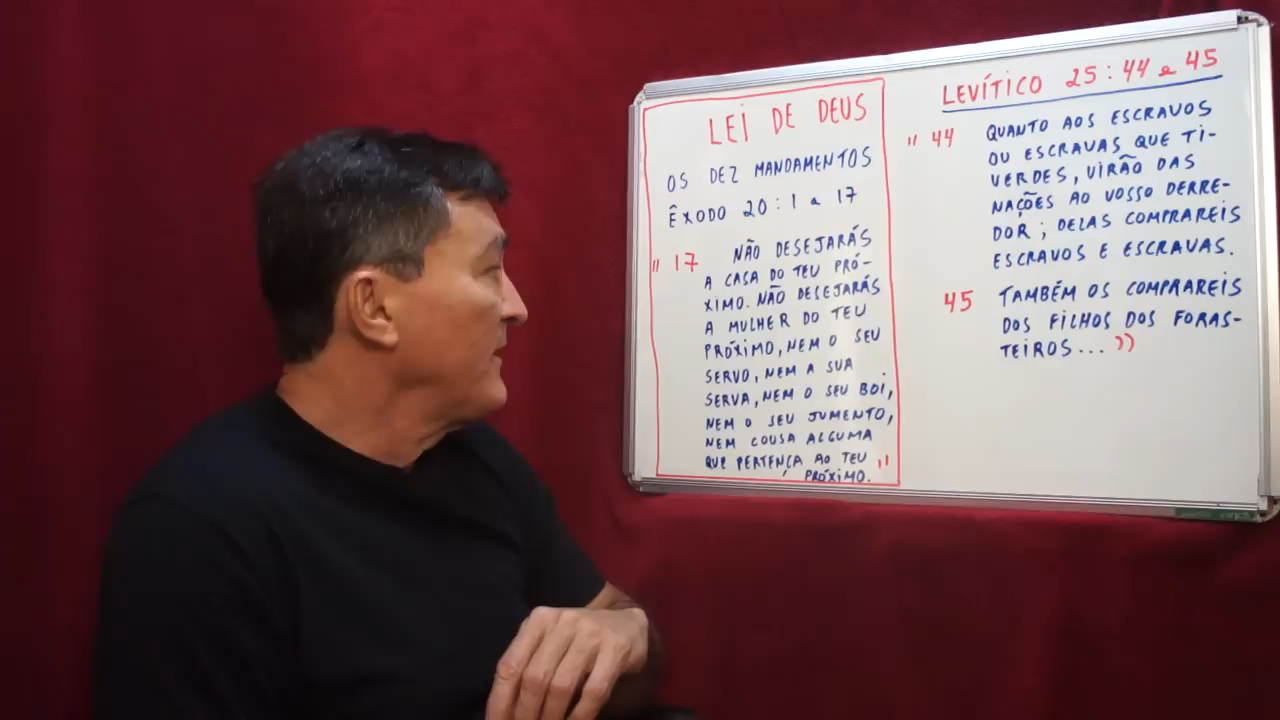 LEI DE DEUS
OS DEZ MANDAMENTOS
ÊXODO 20:1 a 17
"17 NÃO DESEJARÁS
A CASA DO TEU PRÓ-
XIMO. NÃO DESEJARÁS
A MULHER DO TEU
PRÓXIMO, NEM O SEU
SERVO, NEM A SUA
SERVA, NEM O SEU BOI,
NEM O SEU JUMENTO,
NEM COUSA ALGUMA
QUE PERTENÇA AO TEU
PRÓXIMO."
LEVÍTICO 25:44 e 45
"44 QUANTO AOS ESCRAVOS
OU ESCRAVAS QUE TI-
VERDES, VIRÃO DAS
NAÇÕES AO VOSSO DERRE-
DOR; DELAS COMPRAREIS
ESCRAVOS E ESCRAVAS.
45 TAMBÉM OS COMPRAREIS
DOS FILHOS DOS FORAS-
TEIROS..."